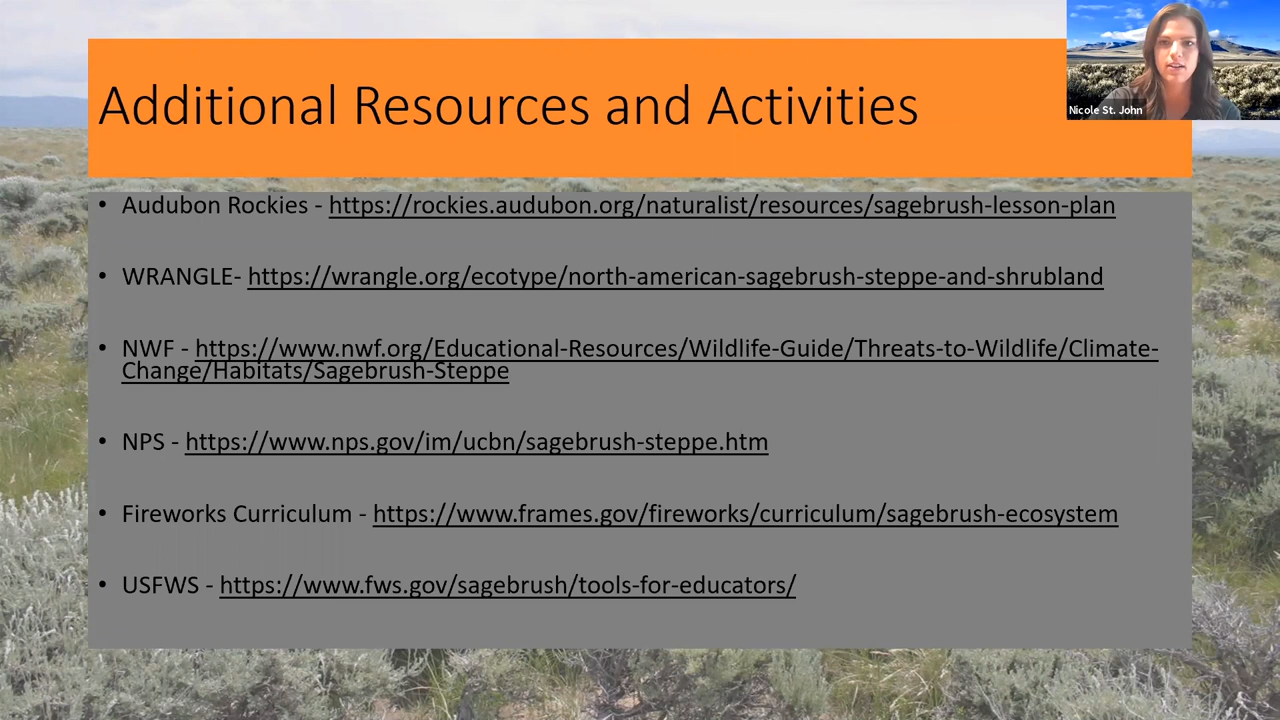 Additional Resources and Activities
Nicole St. John
• Audubon Rockies - https://rockies.audubon.org/naturalist/resources/sagebrush-lesson-plan
• WRANGLE- https://wrangle.org/ecotype/north-american-sagebrush-steppe-and-shrubland
• NWF - https://www.nwf.org/Educational-Resources/Wildlife-Guide/Threats-to-Wildlife/Climate-
Change/Habitats/Sagebrush-Steppe
• NPS - https://www.nps.gov/im/ucbn/sagebrush-steppe.htm
• Fireworks Curriculum - https://www.frames.gov/fireworks/curriculum/sagebrush-ecosystem
• USFWS - https://www.fws.gov/sagebrush/tools-for-educators/